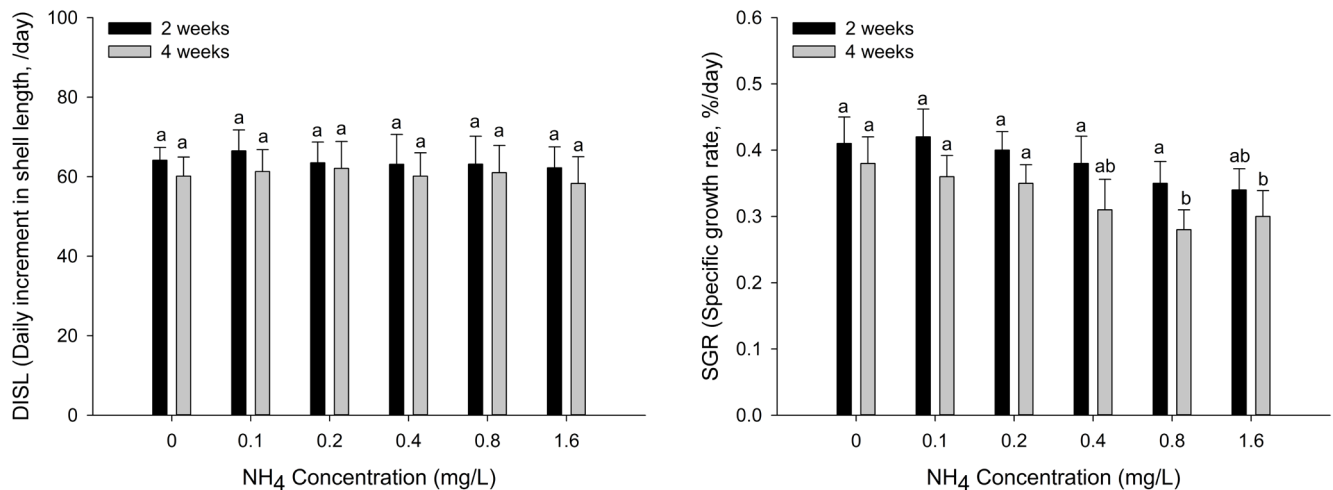 DISL (Daily increment in shell length, /day)
100
80
60
40
20
0
2 weeks
4 weeks
a a a a a a a a a a a a
0 0.1 0.2 0.4 0.8 1.6
NH4 Concentration (mg/L)
SGR (Specific growth rate, %/day)
0.6
0.5
0.4
0.3
0.2
0.1
0.0
2 weeks
4 weeks
a a a a a a a ab a b ab b
0 0.1 0.2 0.4 0.8 1.6
NH4 Concentration (mg/L)